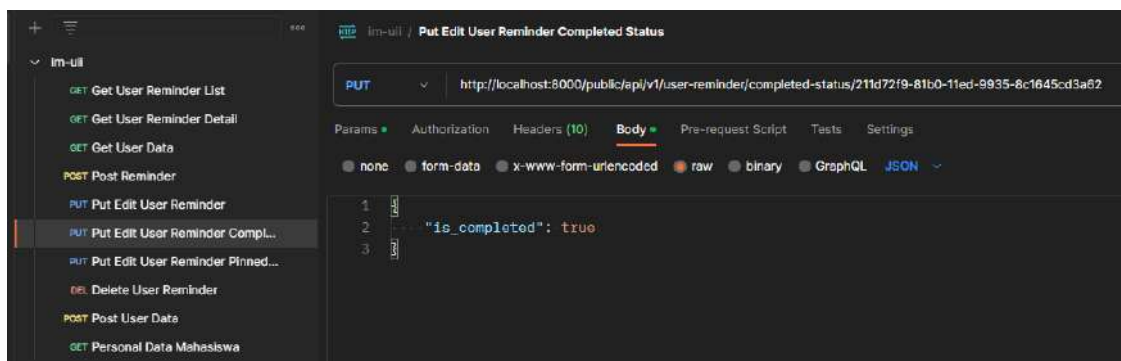 im-uii / Put Edit User Reminder Completed Status
im-uii
GET Get User Reminder List
GET Get User Reminder Detail
GET Get User Data
POST Post Reminder
PUT Put Edit User Reminder
PUT Put Edit User Reminder Compl...
PUT Put Edit User Reminder Pinned...
DEL Delete User Reminder
POST Post User Data
GET Personal Data Mahasiswa
PUT http://localhost:8000/public/api/v1/user-reminder/completed-status/211d72f9-81b0-11ed-9935-8c1645cd3a62
Params Authorization Headers (10) Body Pre-request Script Tests Settings
none form-data x-www-form-urlencoded raw binary GraphQL JSON
1 {
2 "is_completed": true
3 }